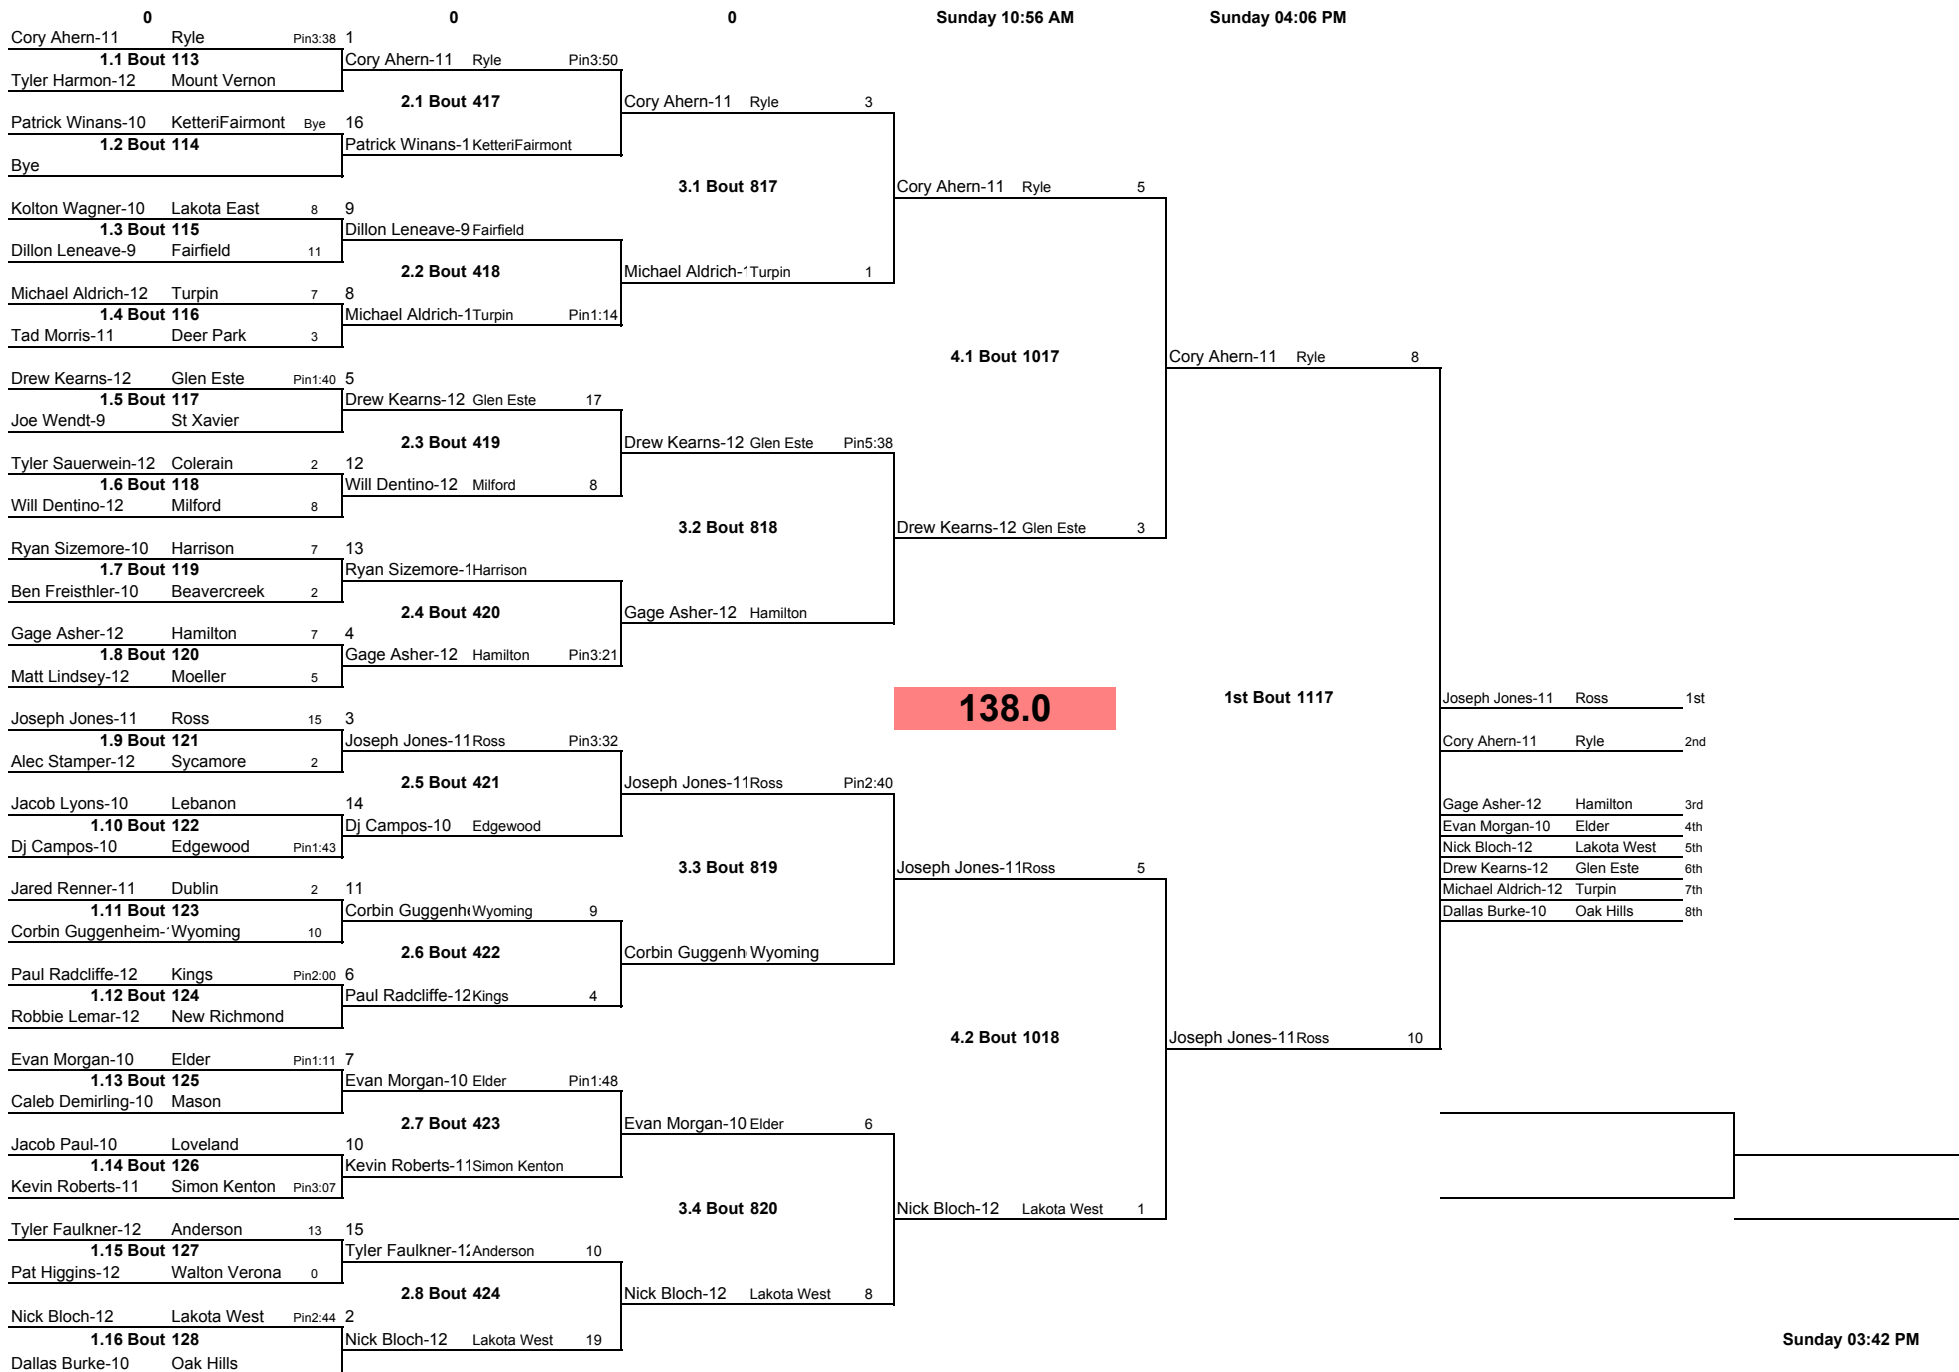 0 0 0 Sunday 10:56 AM Sunday 04:06 PM
Cory Ahern-11 Ryle Pin3:38 1
1.1 Bout 113 Cory Ahern-11 Ryle Pin3:50
Tyler Harmon-12 Mount Vernon
2.1 Bout 417 Cory Ahern-11 Ryle 3
Patrick Winans-10 KetteriFairmont Bye 16
1.2 Bout 114 Patrick Winans-1 KetteriFairmont
Bye
3.1 Bout 817 Cory Ahern-11 Ryle 5
Kolton Wagner-10 Lakota East 8 9
1.3 Bout 115 Dillon Leneave-9 Fairfield
Dillon Leneave-9 Fairfield 11
2.2 Bout 418 Michael Aldrich-1 Turpin 1
Michael Aldrich-12 Turpin 7 8
1.4 Bout 116 Michael Aldrich-1 Turpin Pin1:14
Tad Morris-11 Deer Park 3
4.1 Bout 1017 Cory Ahern-11 Ryle 8
Drew Kearns-12 Glen Este Pin1:40 5
1.5 Bout 117 Drew Kearns-12 Glen Este 17
Joe Wendt-9 St Xavier
2.3 Bout 419 Drew Kearns-12 Glen Este Pin5:38
Tyler Sauerwein-12 Colerain 2 12
1.6 Bout 118 Will Dentino-12 Milford 8
Will Dentino-12 Milford 8
3.2 Bout 818 Drew Kearns-12 Glen Este 3
Ryan Sizemore-10 Harrison 7 13
1.7 Bout 119 Ryan Sizemore-1 Harrison
Ben Freisthler-10 Beavercreek 2
2.4 Bout 420 Gage Asher-12 Hamilton
Gage Asher-12 Hamilton 7 4
1.8 Bout 120 Gage Asher-12 Hamilton Pin3:21
Matt Lindsey-12 Moeller 5
138.0 1st Bout 1117 Joseph Jones-11 Ross 1st
Joseph Jones-11 Ross 15 3
1.9 Bout 121 Joseph Jones-11 Ross Pin3:32 Cory Ahern-11 Ryle 2nd
Alec Stamper-12 Sycamore 2
2.5 Bout 421 Joseph Jones-11 Ross Pin2:40
Jacob Lyons-10 Lebanon 14 Gage Asher-12 Hamilton 3rd
1.10 Bout 122 Dj Campos-10 Edgewood Evan Morgan-10 Elder 4th
Dj Campos-10 Edgewood Pin1:43 Nick Bloch-12 Lakota West 5th
3.3 Bout 819 Joseph Jones-11 Ross 5 Drew Kearns-12 Glen Este 6th
Jared Renner-11 Dublin 2 11 Michael Aldrich-12 Turpin 7th
1.11 Bout 123 Corbin Guggenhe Wyoming 9 Dallas Burke-10 Oak Hills 8th
Corbin Guggenheim-1 Wyoming 10
2.6 Bout 422 Corbin Guggenh Wyoming
Paul Radcliffe-12 Kings Pin2:00 6
1.12 Bout 124 Paul Radcliffe-12 Kings 4
Robbie Lemar-12 New Richmond
4.2 Bout 1018 Joseph Jones-11 Ross 10
Evan Morgan-10 Elder Pin1:11 7
1.13 Bout 125 Evan Morgan-10 Elder Pin1:48
Caleb Demirling-10 Mason
2.7 Bout 423 Evan Morgan-10 Elder 6
Jacob Paul-10 Loveland 10
1.14 Bout 126 Kevin Roberts-11 Simon Kenton
Kevin Roberts-11 Simon Kenton Pin3:07
3.4 Bout 820 Nick Bloch-12 Lakota West 1
Tyler Faulkner-12 Anderson 13 15
1.15 Bout 127 Tyler Faulkner-12 Anderson 10
Pat Higgins-12 Walton Verona 0
2.8 Bout 424 Nick Bloch-12 Lakota West 8
Nick Bloch-12 Lakota West Pin2:44 2
1.16 Bout 128 Nick Bloch-12 Lakota West 19 Sunday 03:42 PM
Dallas Burke-10 Oak Hills